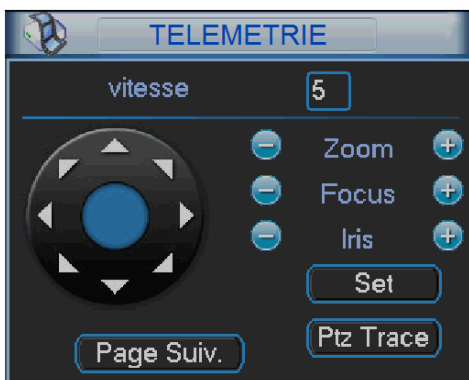 TELEMETRIE
vitesse 5
Zoom
Focus
Iris
Set
Page Suiv. Ptz Trace